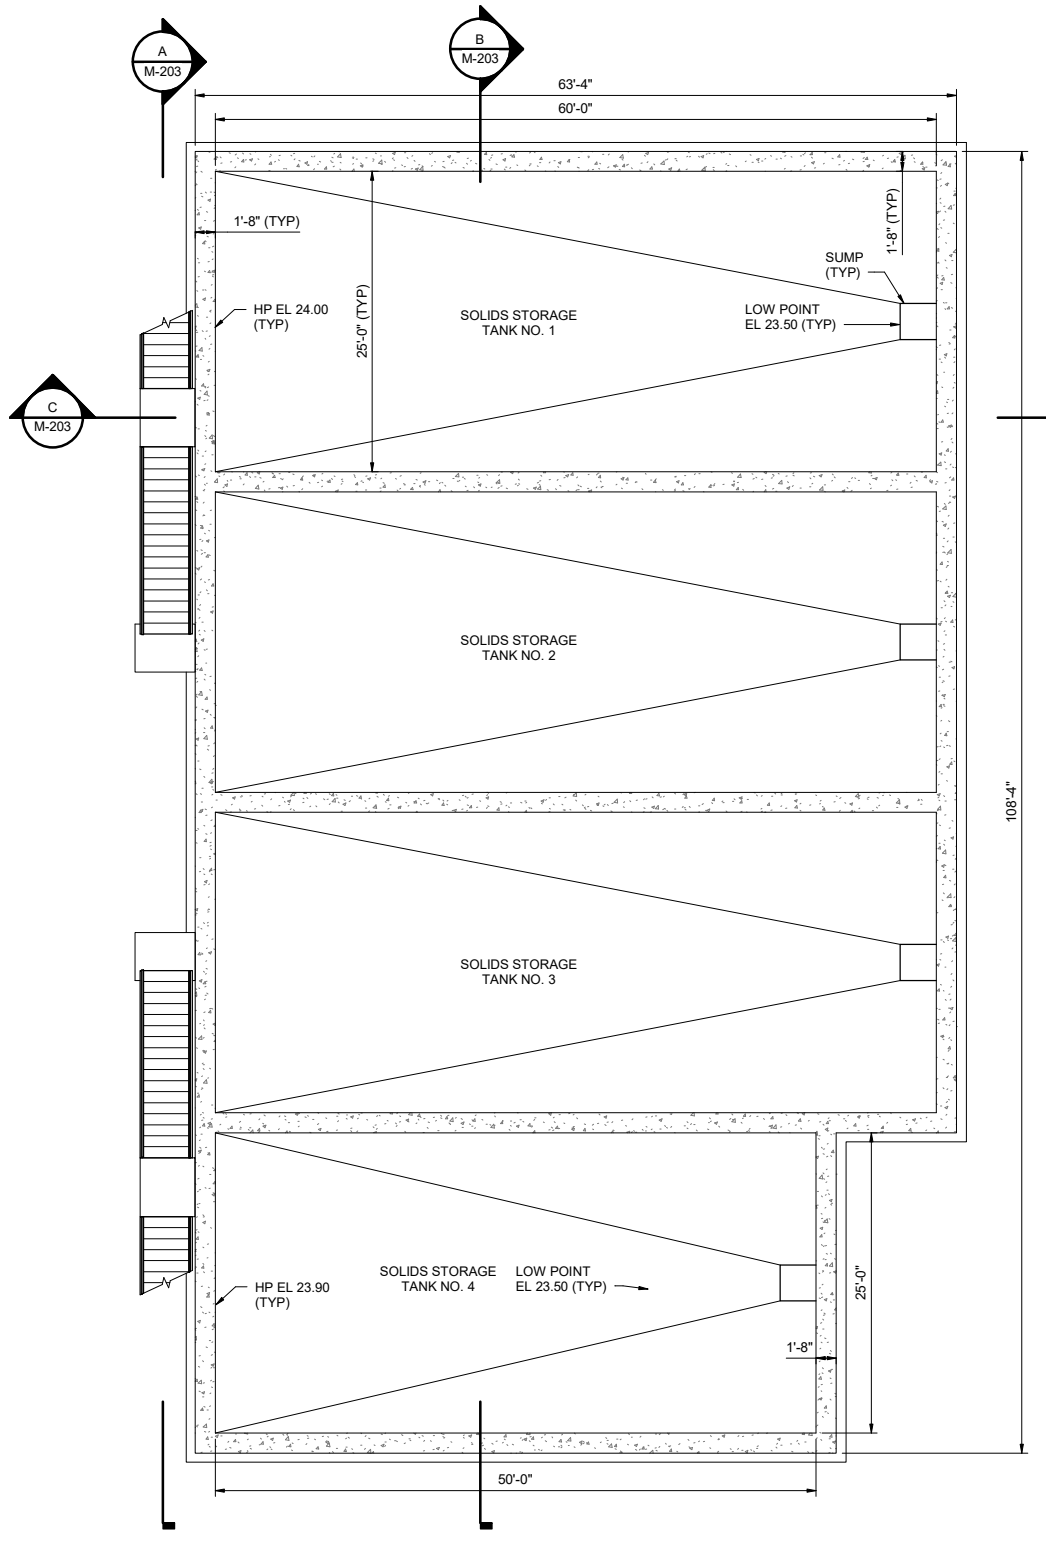 A
M-203
B
M-203
63'-4"
60'-0"
1'-8" (TYP)
1'-8" (TYP)
SUMP
(TYP)
HP EL 24.00
(TYP)
25'-0" (TYP)
SOLIDS STORAGE
TANK NO. 1
LOW POINT
EL 23.50 (TYP)
C
M-203
SOLIDS STORAGE
TANK NO. 2
108'-4"
SOLIDS STORAGE
TANK NO. 3
HP EL 23.90
(TYP)
SOLIDS STORAGE
TANK NO. 4
LOW POINT
EL 23.50 (TYP)
25'-0"
1'-8"
50'-0"